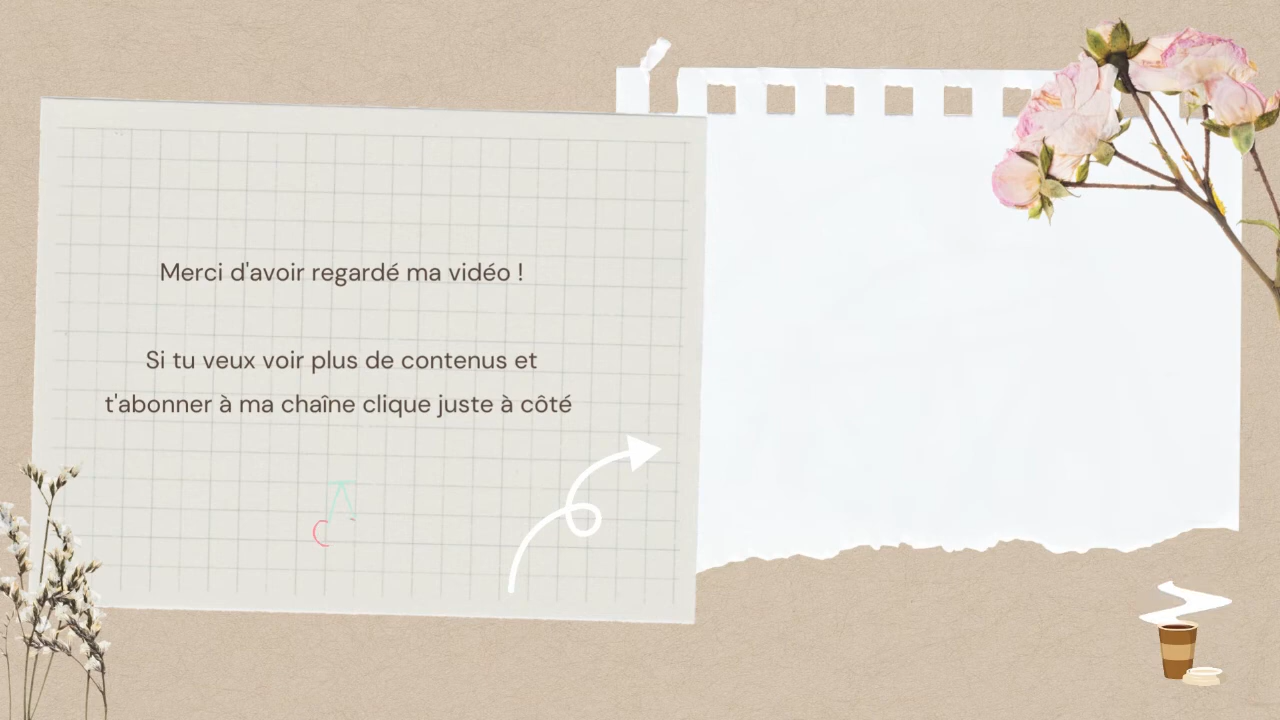 Merci d'avoir regardé ma vidéo !
Si tu veux voir plus de contenus et
t'abonner à ma chaîne clique juste à côté